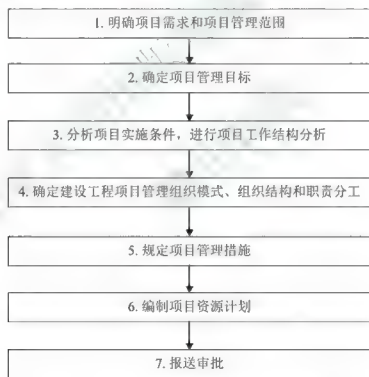 1. 明确项目需求和项目管理范围
2. 确定项目管理目标
3. 分析项目实施条件，进行项目工作结构分析
4. 确定建设工程项目管理组织模式、组织结构和职责分工
5. 规定项目管理措施
6. 编制项目资源计划
7. 报送审批